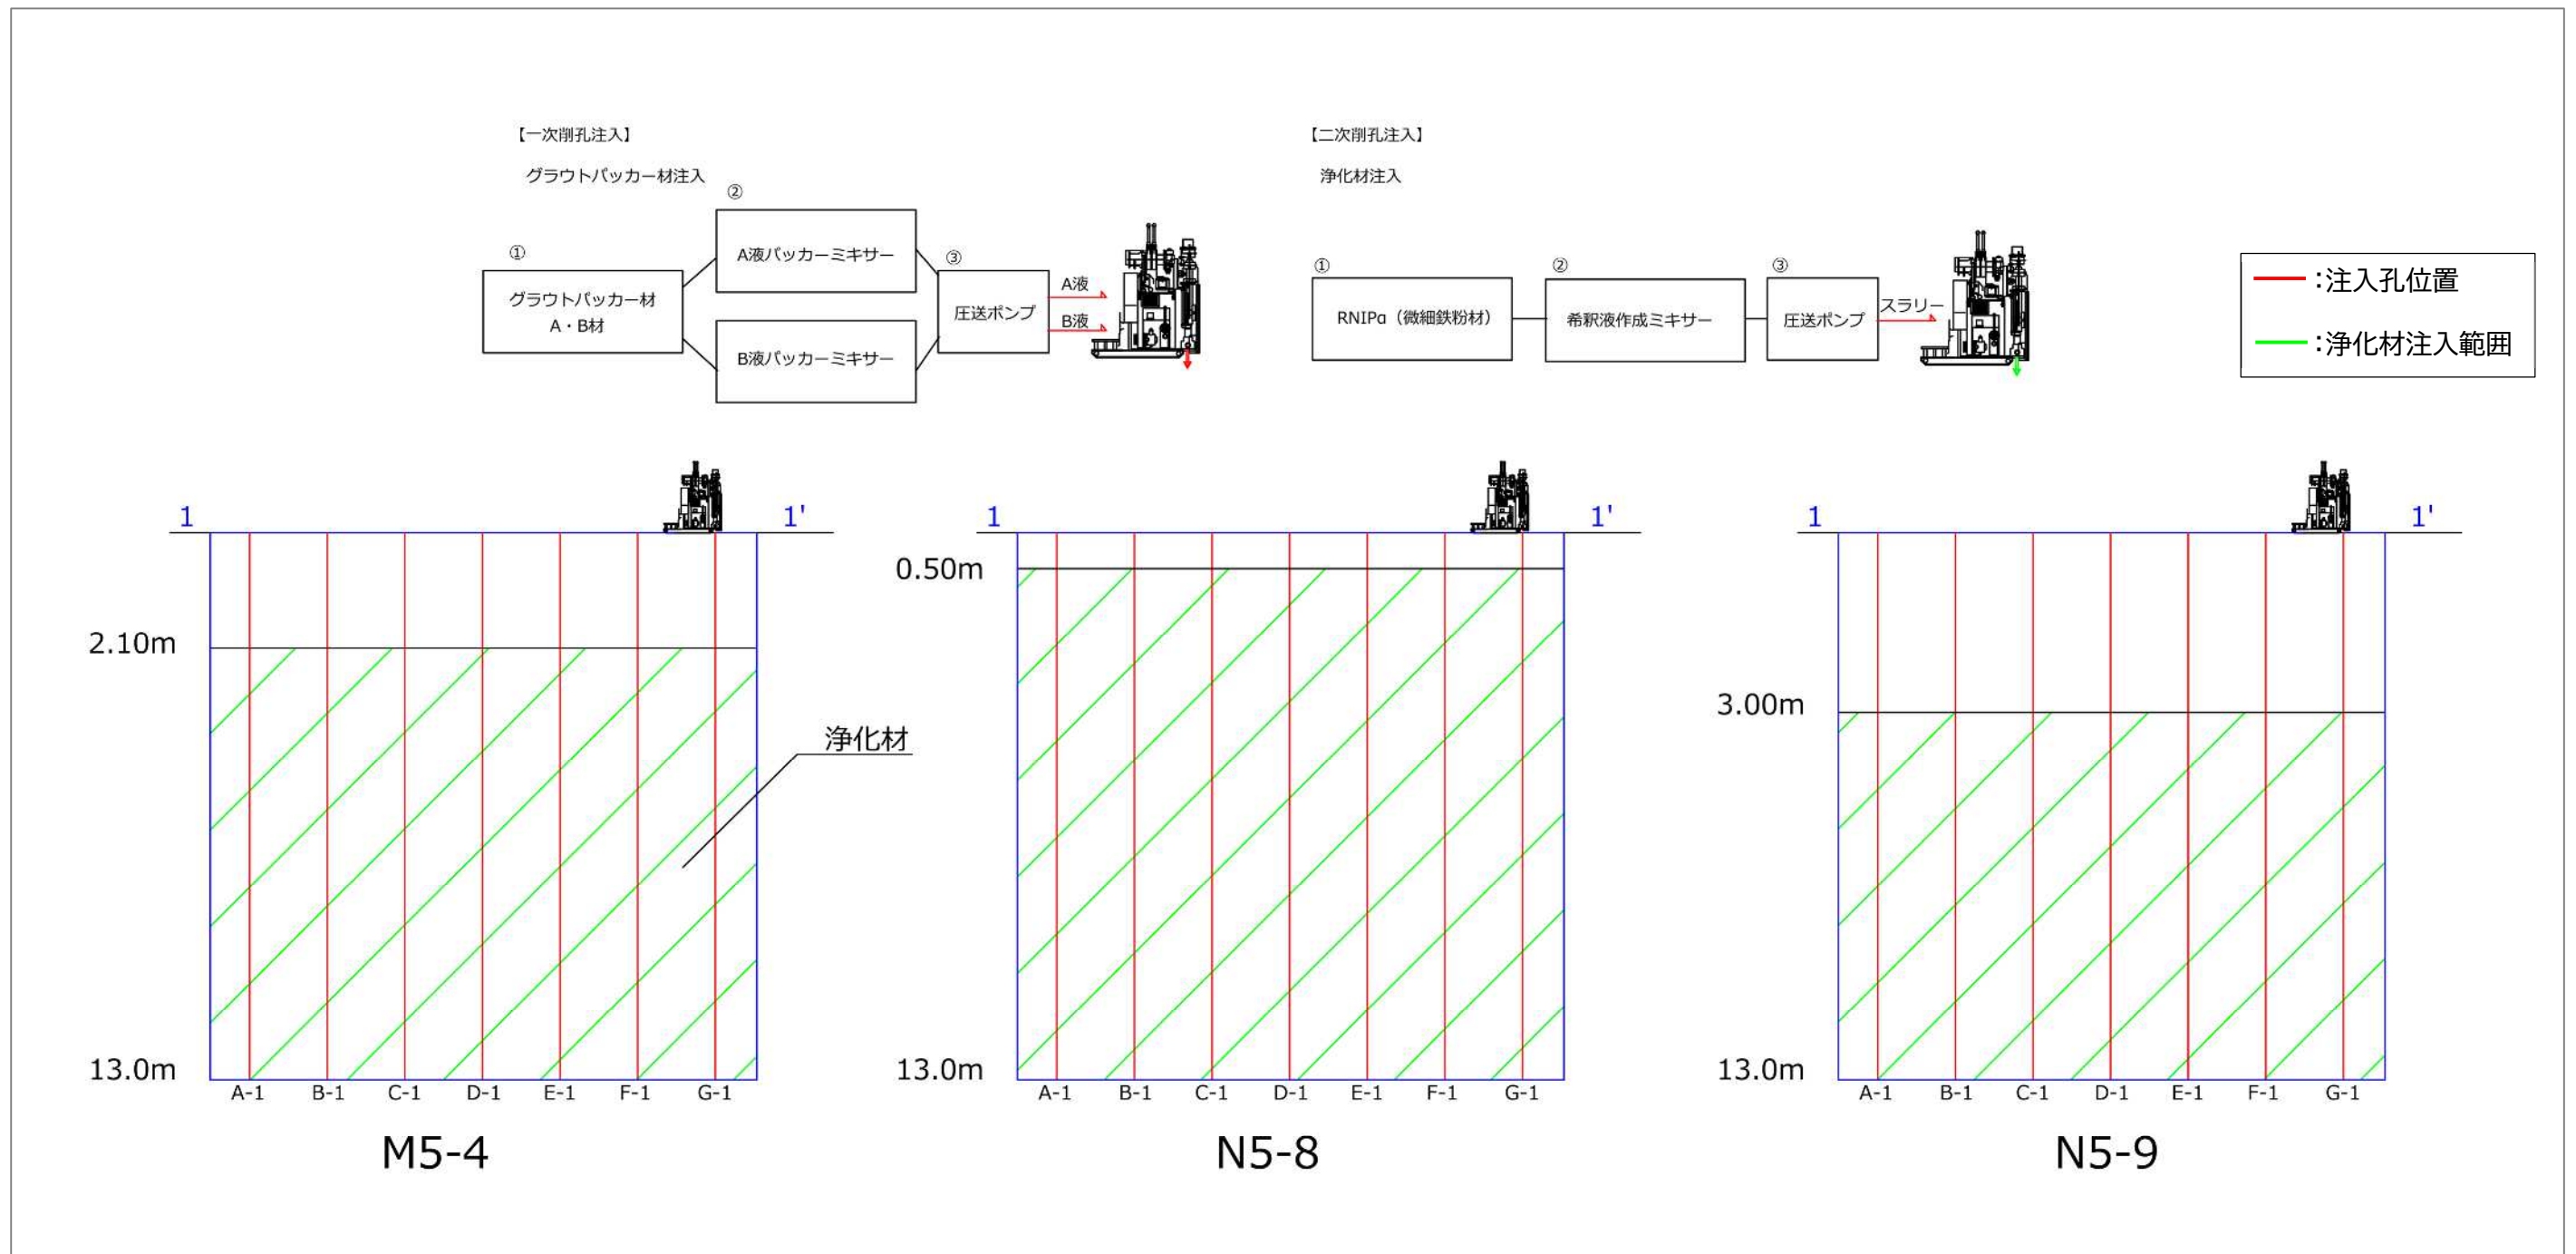 【一次削孔注入】
グラウトパッカー材注入
①
グラウトパッカー材
A・B材
②
A液パッカーミキサー
B液パッカーミキサー
③
圧送ポンプ
A液
B液
【二次削孔注入】
浄化材注入
①
RNIPα（微細鉄粉材）
②
希釈液作成ミキサー
③
圧送ポンプ
スラリー
：注入孔位置
：浄化材注入範囲
1
1'
2.10m
浄化材
13.0m
A-1 B-1 C-1 D-1 E-1 F-1 G-1
M5-4
1
1'
0.50m
13.0m
A-1 B-1 C-1 D-1 E-1 F-1 G-1
N5-8
1
1'
3.00m
13.0m
A-1 B-1 C-1 D-1 E-1 F-1 G-1
N5-9